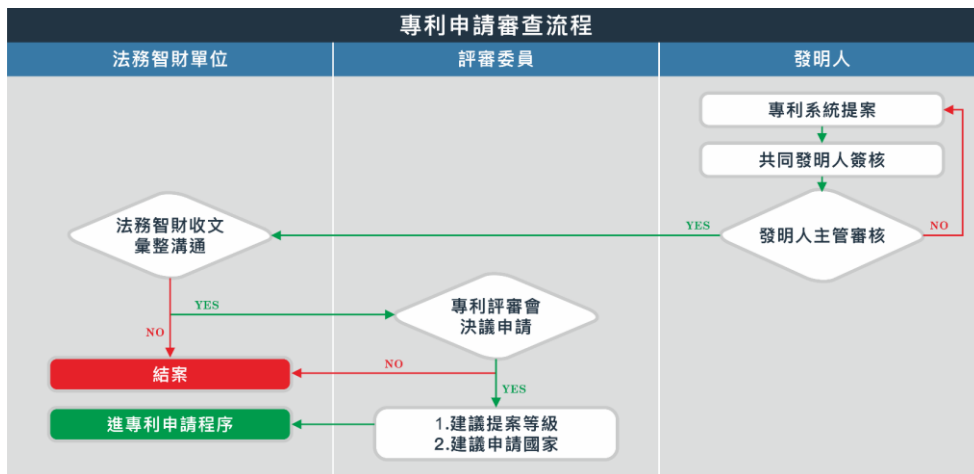 專利申請審查流程
法務智財單位
評審委員
發明人
專利系統提案
共同發明人簽核
發明人主管審核
NO
YES
法務智財收文
彙整溝通
YES
NO
專利評審會
決議申請
NO
YES
結案
1.建議提案等級
2.建議申請國家
進專利申請程序